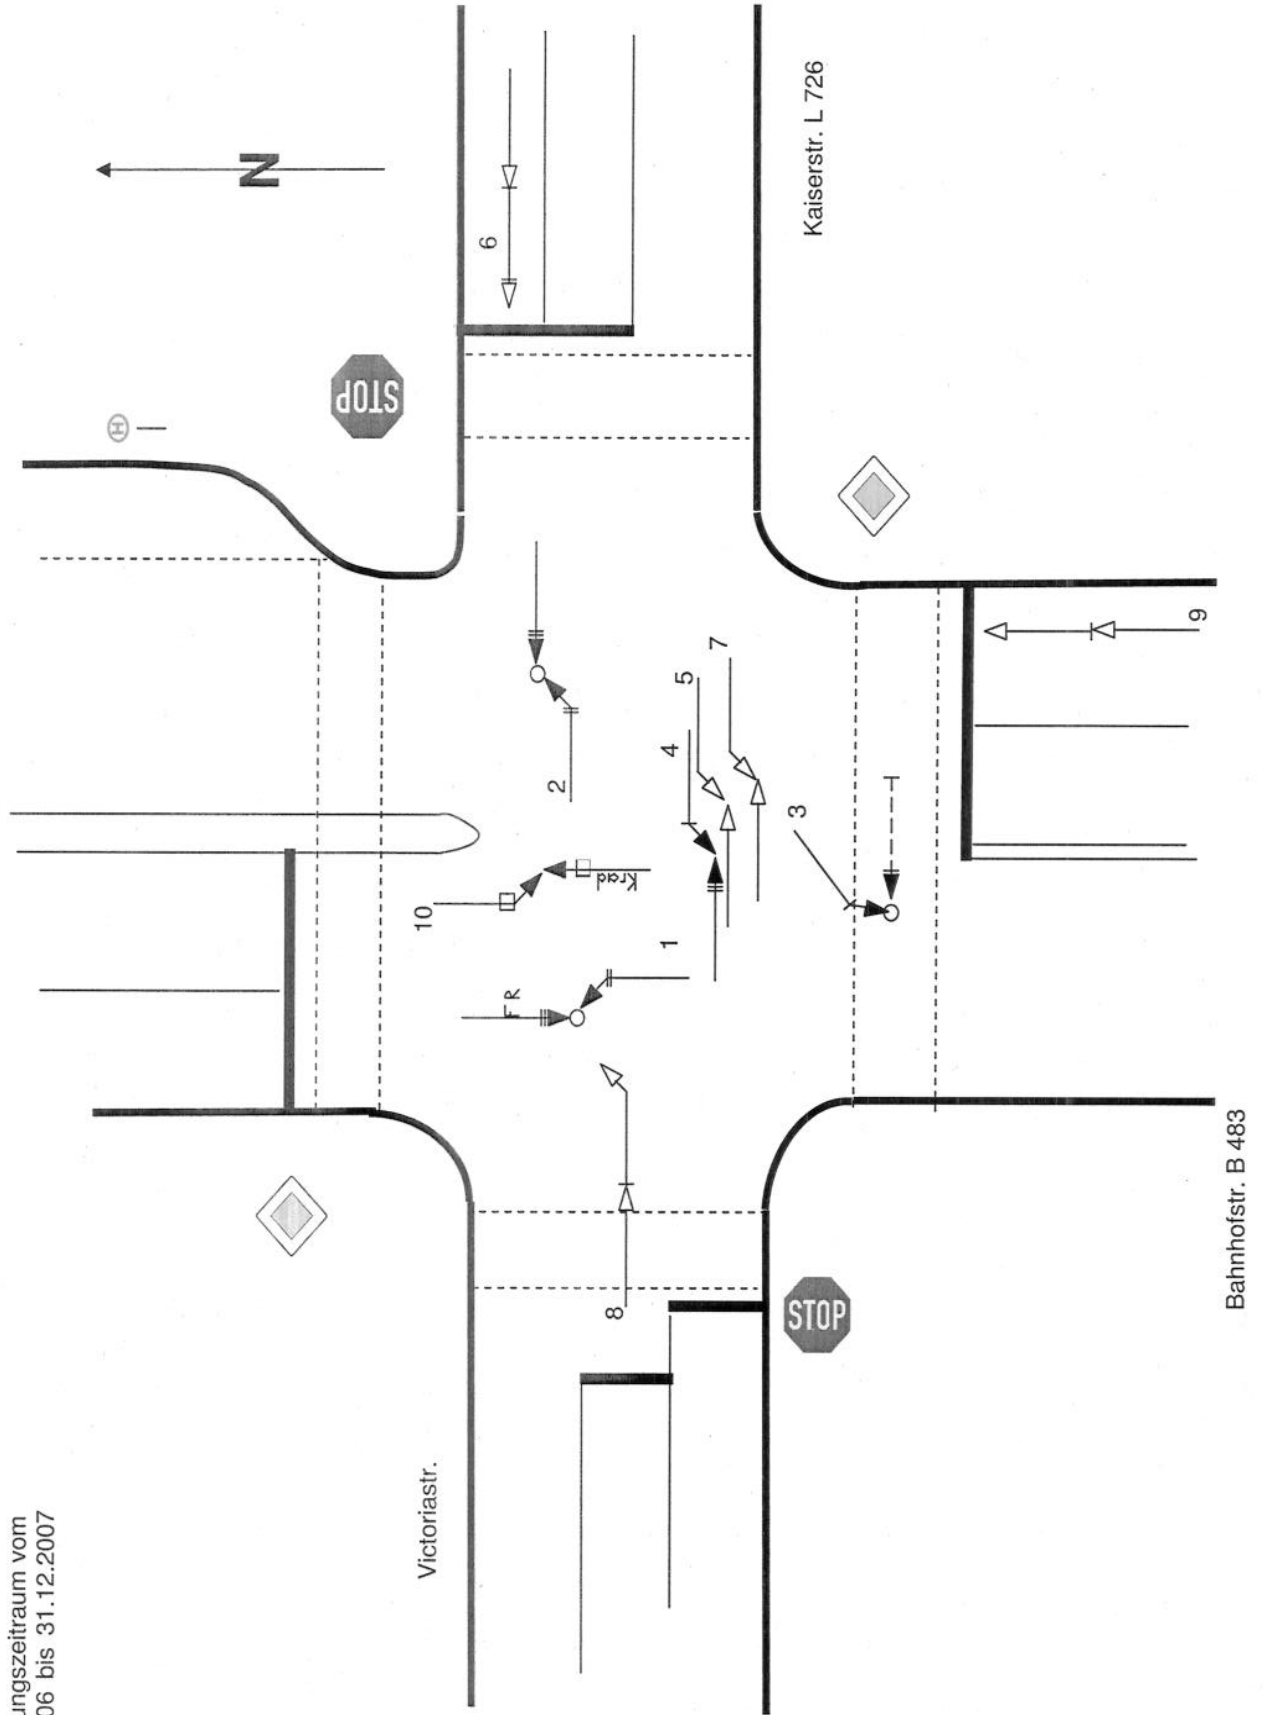 ungszeitraum vom
06 bis 31.12.2007
N
H
STOP
Kaiserstr. L 726
6
2
10
Krad
FR
1
4
5
7
3
9
8
STOP
Victoriastr.
Bahnhofstr. B 483